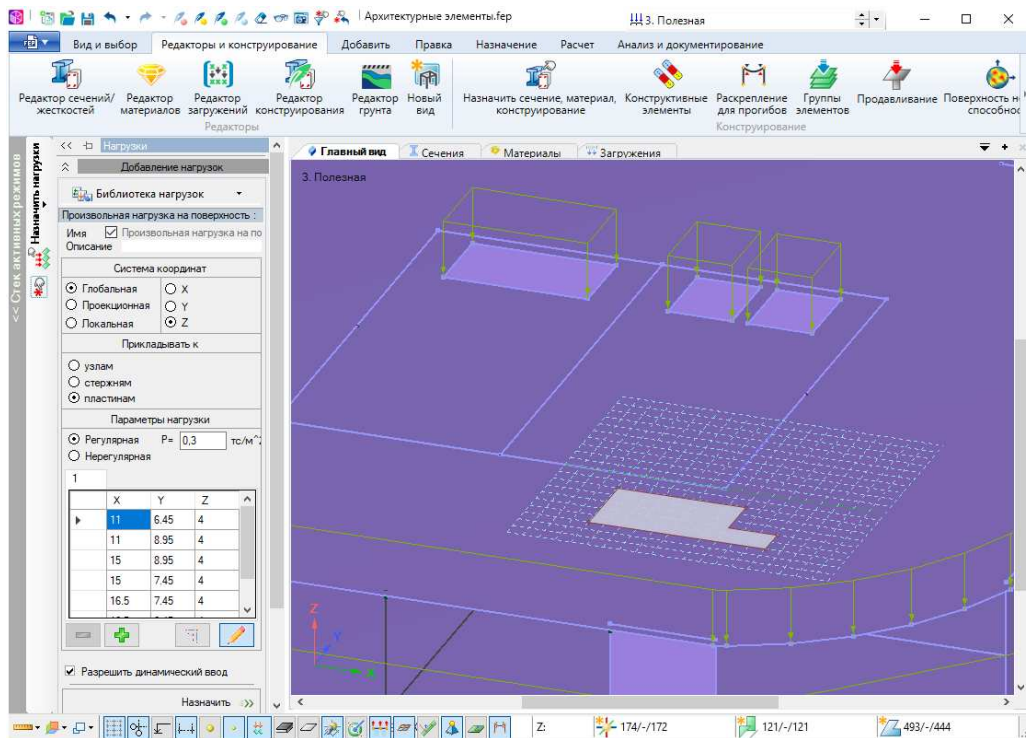 Архитектурные элементы.fep
3. Полезная
Вид и выбор Редакторы и конструирование Добавить Правка Назначение Расчет Анализ и документирование
Редактор сечений/ жесткостей
Редактор материалов
Редактор загружений
Редактор конструирования
Редактор грунта
Новый вид
Назначить сечение, материал, конструирование
Конструктивные элементы
Раскрепление для прогибов
Группы элементов
Продавливание
Поверхность н
способнос
Редакторы
Конструирование
<< Стек активных режимов
Назначить нагрузки
<< Нагрузки
Добавление нагрузок
Библиотека нагрузок
Произвольная нагрузка на поверхность :
Имя Произвольная нагрузка на по
Описание
Система координат
Глобальная X
Проекционная Y
Локальная Z
Прикладывать к
узлам
стержням
пластинам
Параметры нагрузки
Регулярная P= 0,3 тс/м^2
Нерегулярная
1
X Y Z
11 6.45 4
11 8.95 4
15 8.95 4
15 7.45 4
16.5 7.45 4
Разрешить динамический ввод
Назначить
Главный вид Сечения Материалы Загружения
3. Полезная
Z
Y
X
Z: 174/-/172 121/-/121 493/-/444